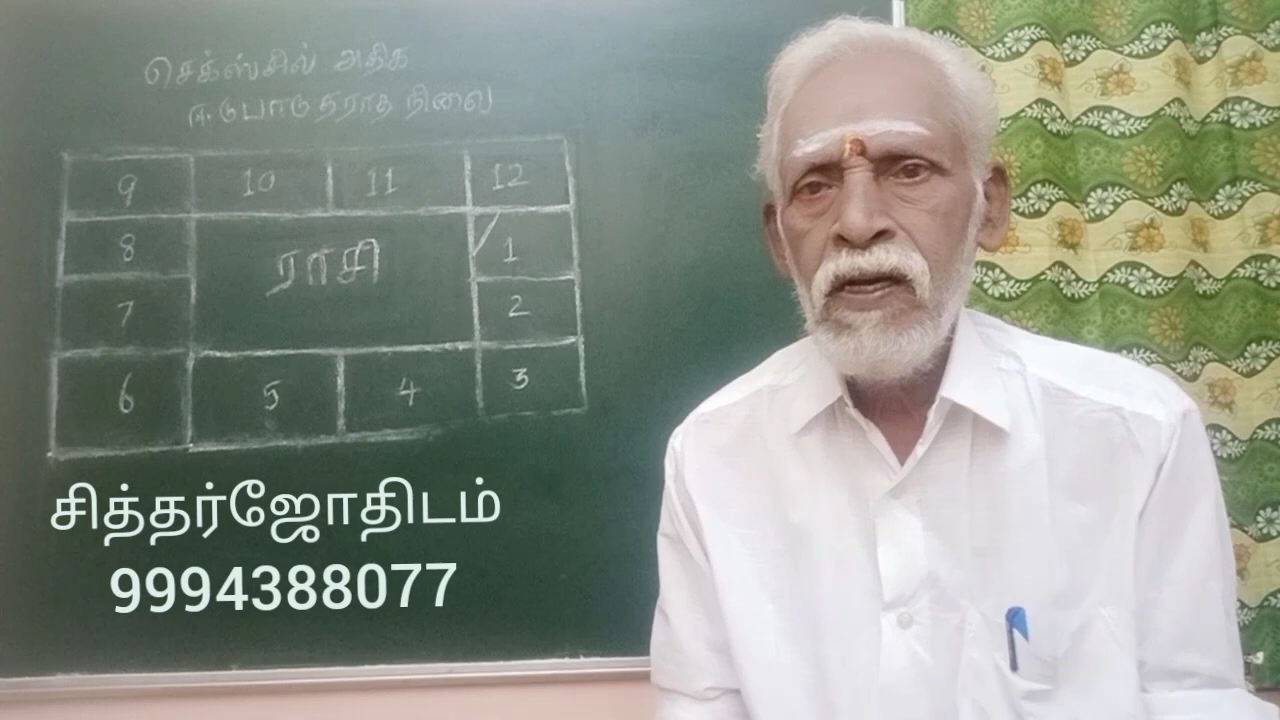 செக்ஸ்சில் அதிக
ஈடுபாடு தராத நிலை
9 10 11 12
8 ராசி 1
7 2
6 5 4 3
சித்தர்ஜோதிடம்
9994388077